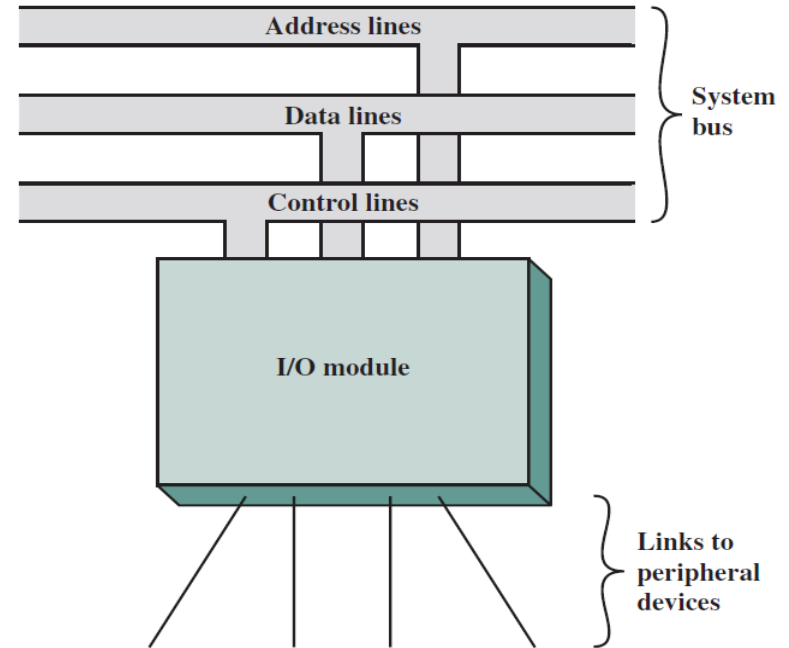 Address lines
Data lines
System
bus
Control lines
I/O module
Links to
peripheral
devices